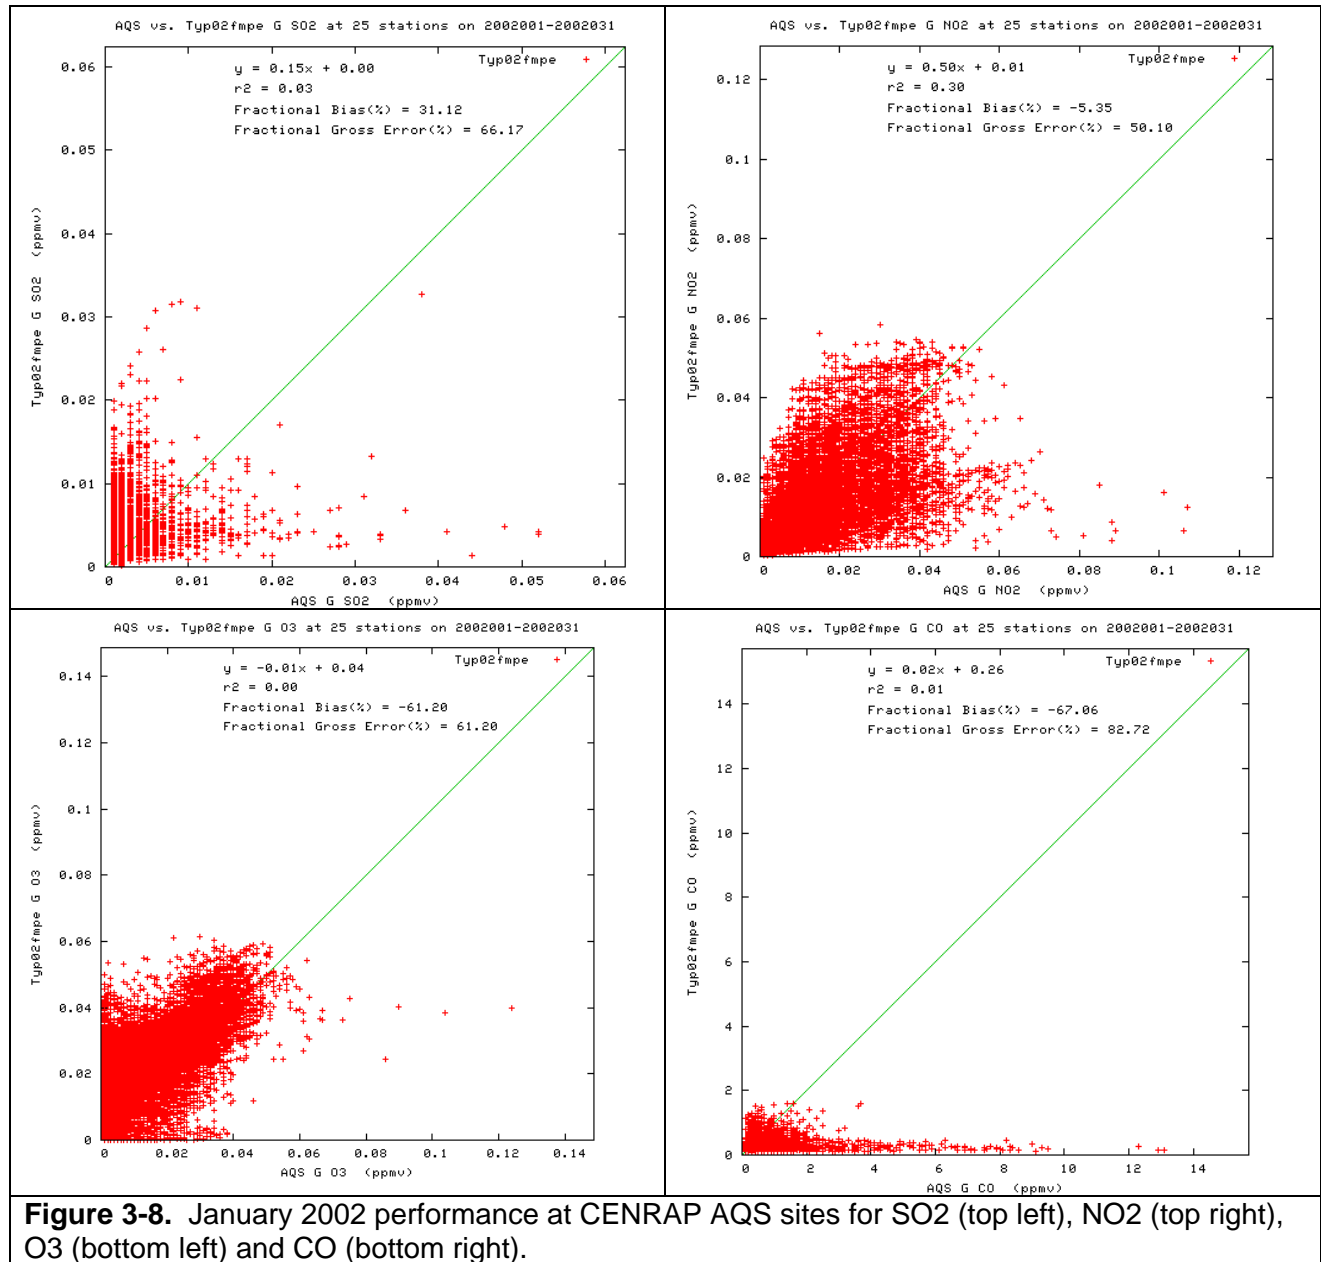 AQS vs. Typ02fmpe G SO2 at 25 stations on 2002001-2002031
Typ02fmpe
y = 0.15x + 0.00
r2 = 0.03
Fractional Bias(%) = 31.12
Fractional Gross Error(%) = 66.17
Typ02fmpe G SO2 (ppmv)
0.06
0.05
0.04
0.03
0.02
0.01
0
0 0.01 0.02 0.03 0.04 0.05 0.06
AQS G SO2 (ppmv)
AQS vs. Typ02fmpe G NO2 at 25 stations on 2002001-2002031
Typ02fmpe
y = 0.50x + 0.01
r2 = 0.30
Fractional Bias(%) = -5.35
Fractional Gross Error(%) = 50.10
Typ02fmpe G NO2 (ppmv)
0.12
0.1
0.08
0.06
0.04
0.02
0
0 0.02 0.04 0.06 0.08 0.1 0.12
AQS G NO2 (ppmv)
AQS vs. Typ02fmpe G O3 at 25 stations on 2002001-2002031
Typ02fmpe
y = -0.01x + 0.04
r2 = 0.00
Fractional Bias(%) = -61.20
Fractional Gross Error(%) = 61.20
Typ02fmpe G O3 (ppmv)
0.14
0.12
0.1
0.08
0.06
0.04
0.02
0
0 0.02 0.04 0.06 0.08 0.1 0.12 0.14
AQS G O3 (ppmv)
AQS vs. Typ02fmpe G CO at 25 stations on 2002001-2002031
Typ02fmpe
y = 0.02x + 0.26
r2 = 0.01
Fractional Bias(%) = -67.06
Fractional Gross Error(%) = 82.72
Typ02fmpe G CO (ppmv)
14
12
10
8
6
4
2
0
0 2 4 6 8 10 12 14
AQS G CO (ppmv)
Figure 3-8. January 2002 performance at CENRAP AQS sites for SO2 (top left), NO2 (top right),
O3 (bottom left) and CO (bottom right).